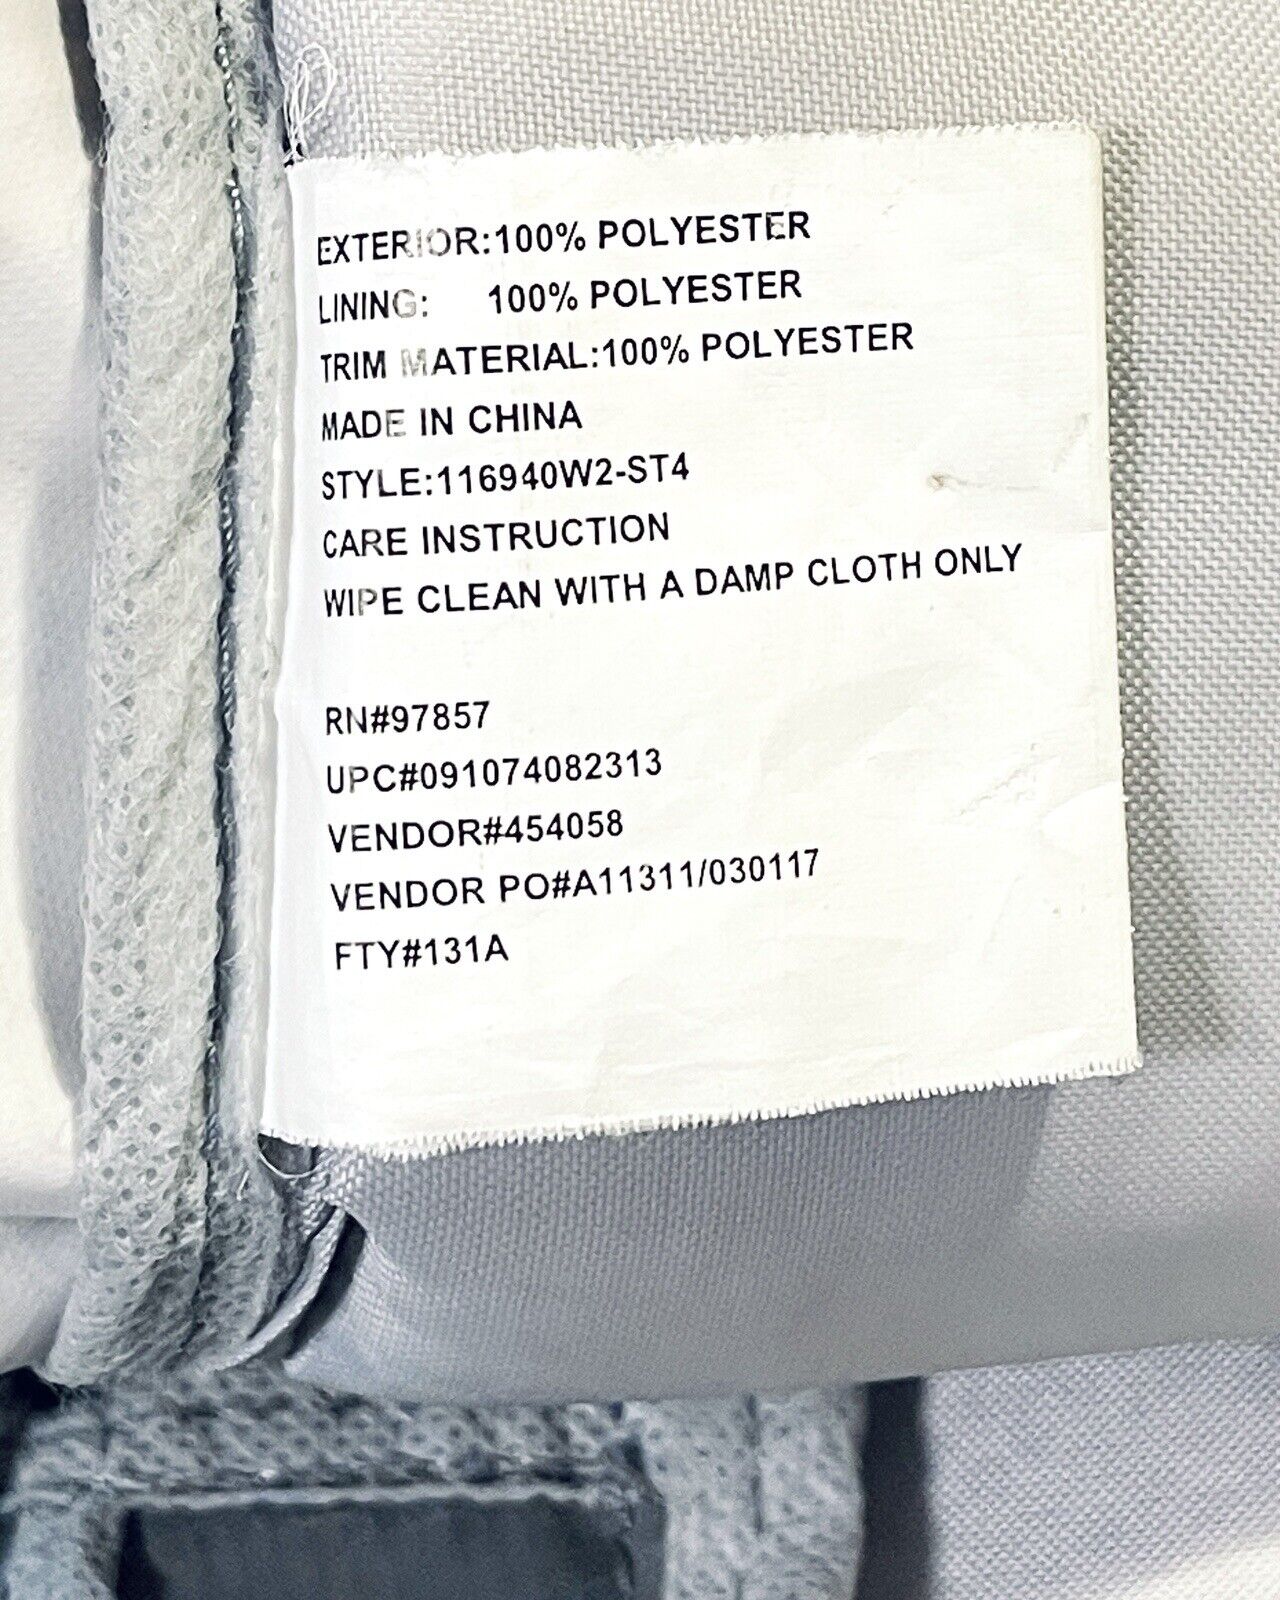 EXTERIOR:100% POLYESTER
LINING: 100% POLYESTER
TRIM MATERIAL:100% POLYESTER
MADE IN CHINA
STYLE:116940W2-ST4
CARE INSTRUCTION
WIPE CLEAN WITH A DAMP CLOTH ONLY
RN#97857
UPC#091074082313
VENDOR#454058
VENDOR PO#A11311/030117
FTY#131A